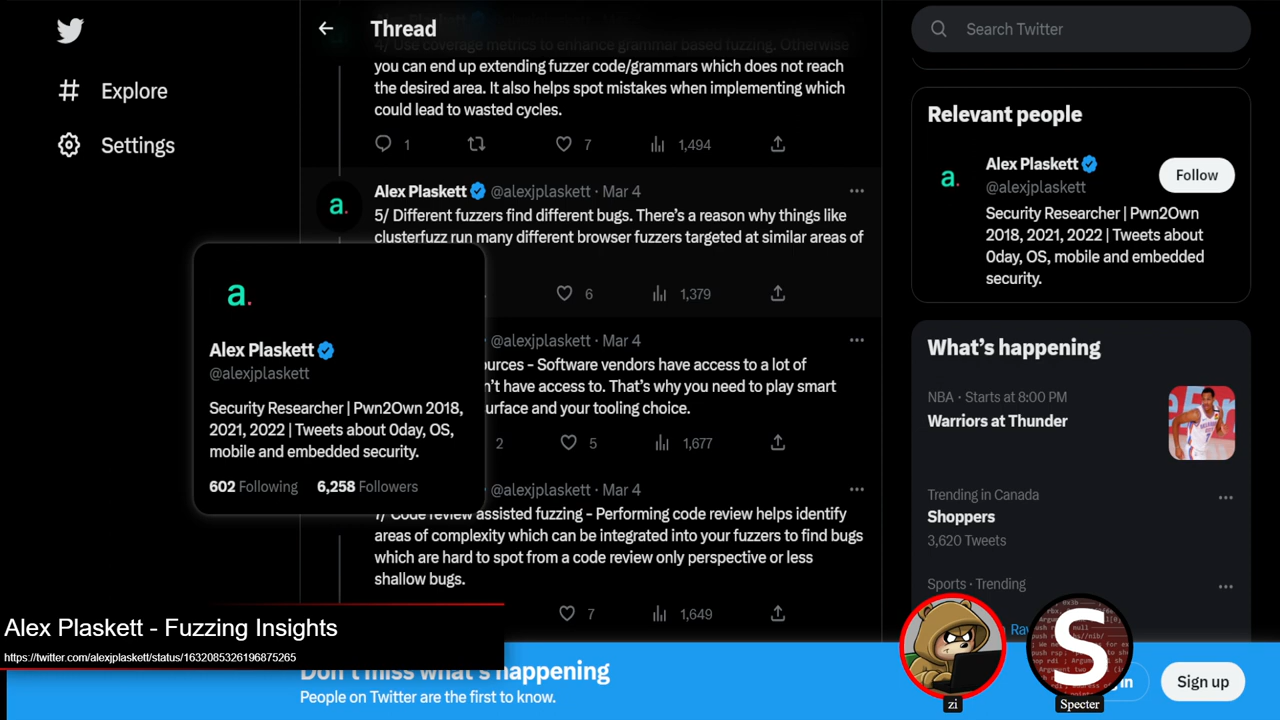 Explore
Settings
Thread
4/ Use coverage metrics to enhance grammar based fuzzing. Otherwise
you can end up extending fuzzer code/grammars which does not reach
the desired area. It also helps spot mistakes when implementing which
could lead to wasted cycles.
1 7 1,494
a.
Alex Plaskett @alexjplaskett · Mar 4
5/ Different fuzzers find different bugs. There's a reason why things like
clusterfuzz run many different browser fuzzers targeted at similar areas of
6 1,379
@alexjplaskett · Mar 4
ources - Software vendors have access to a lot of
n't have access to. That's why you need to play smart
urface and your tooling choice.
2 5 1,677
@alexjplaskett · Mar 4
7/ Code review assisted fuzzing - Performing code review helps identify
areas of complexity which can be integrated into your fuzzers to find bugs
which are hard to spot from a code review only perspective or less
shallow bugs.
7 1,649
a.
Alex Plaskett
@alexjplaskett
Security Researcher | Pwn2Own 2018,
2021, 2022 | Tweets about 0day, OS,
mobile and embedded security.
602 Following 6,258 Followers
Search Twitter
Relevant people
a.
Alex Plaskett
@alexjplaskett
Follow
Security Researcher | Pwn2Own
2018, 2021, 2022 | Tweets about
0day, OS, mobile and embedded
security.
What's happening
NBA · Starts at 8:00 PM
Warriors at Thunder
Trending in Canada
Shoppers
3,620 Tweets
Sports · Trending
Alex Plaskett - Fuzzing Insights
https://twitter.com/alexjplaskett/status/1632085326196875265
Don't miss what's happening
People on Twitter are the first to know.
in
Sign up
zi
S
Specter